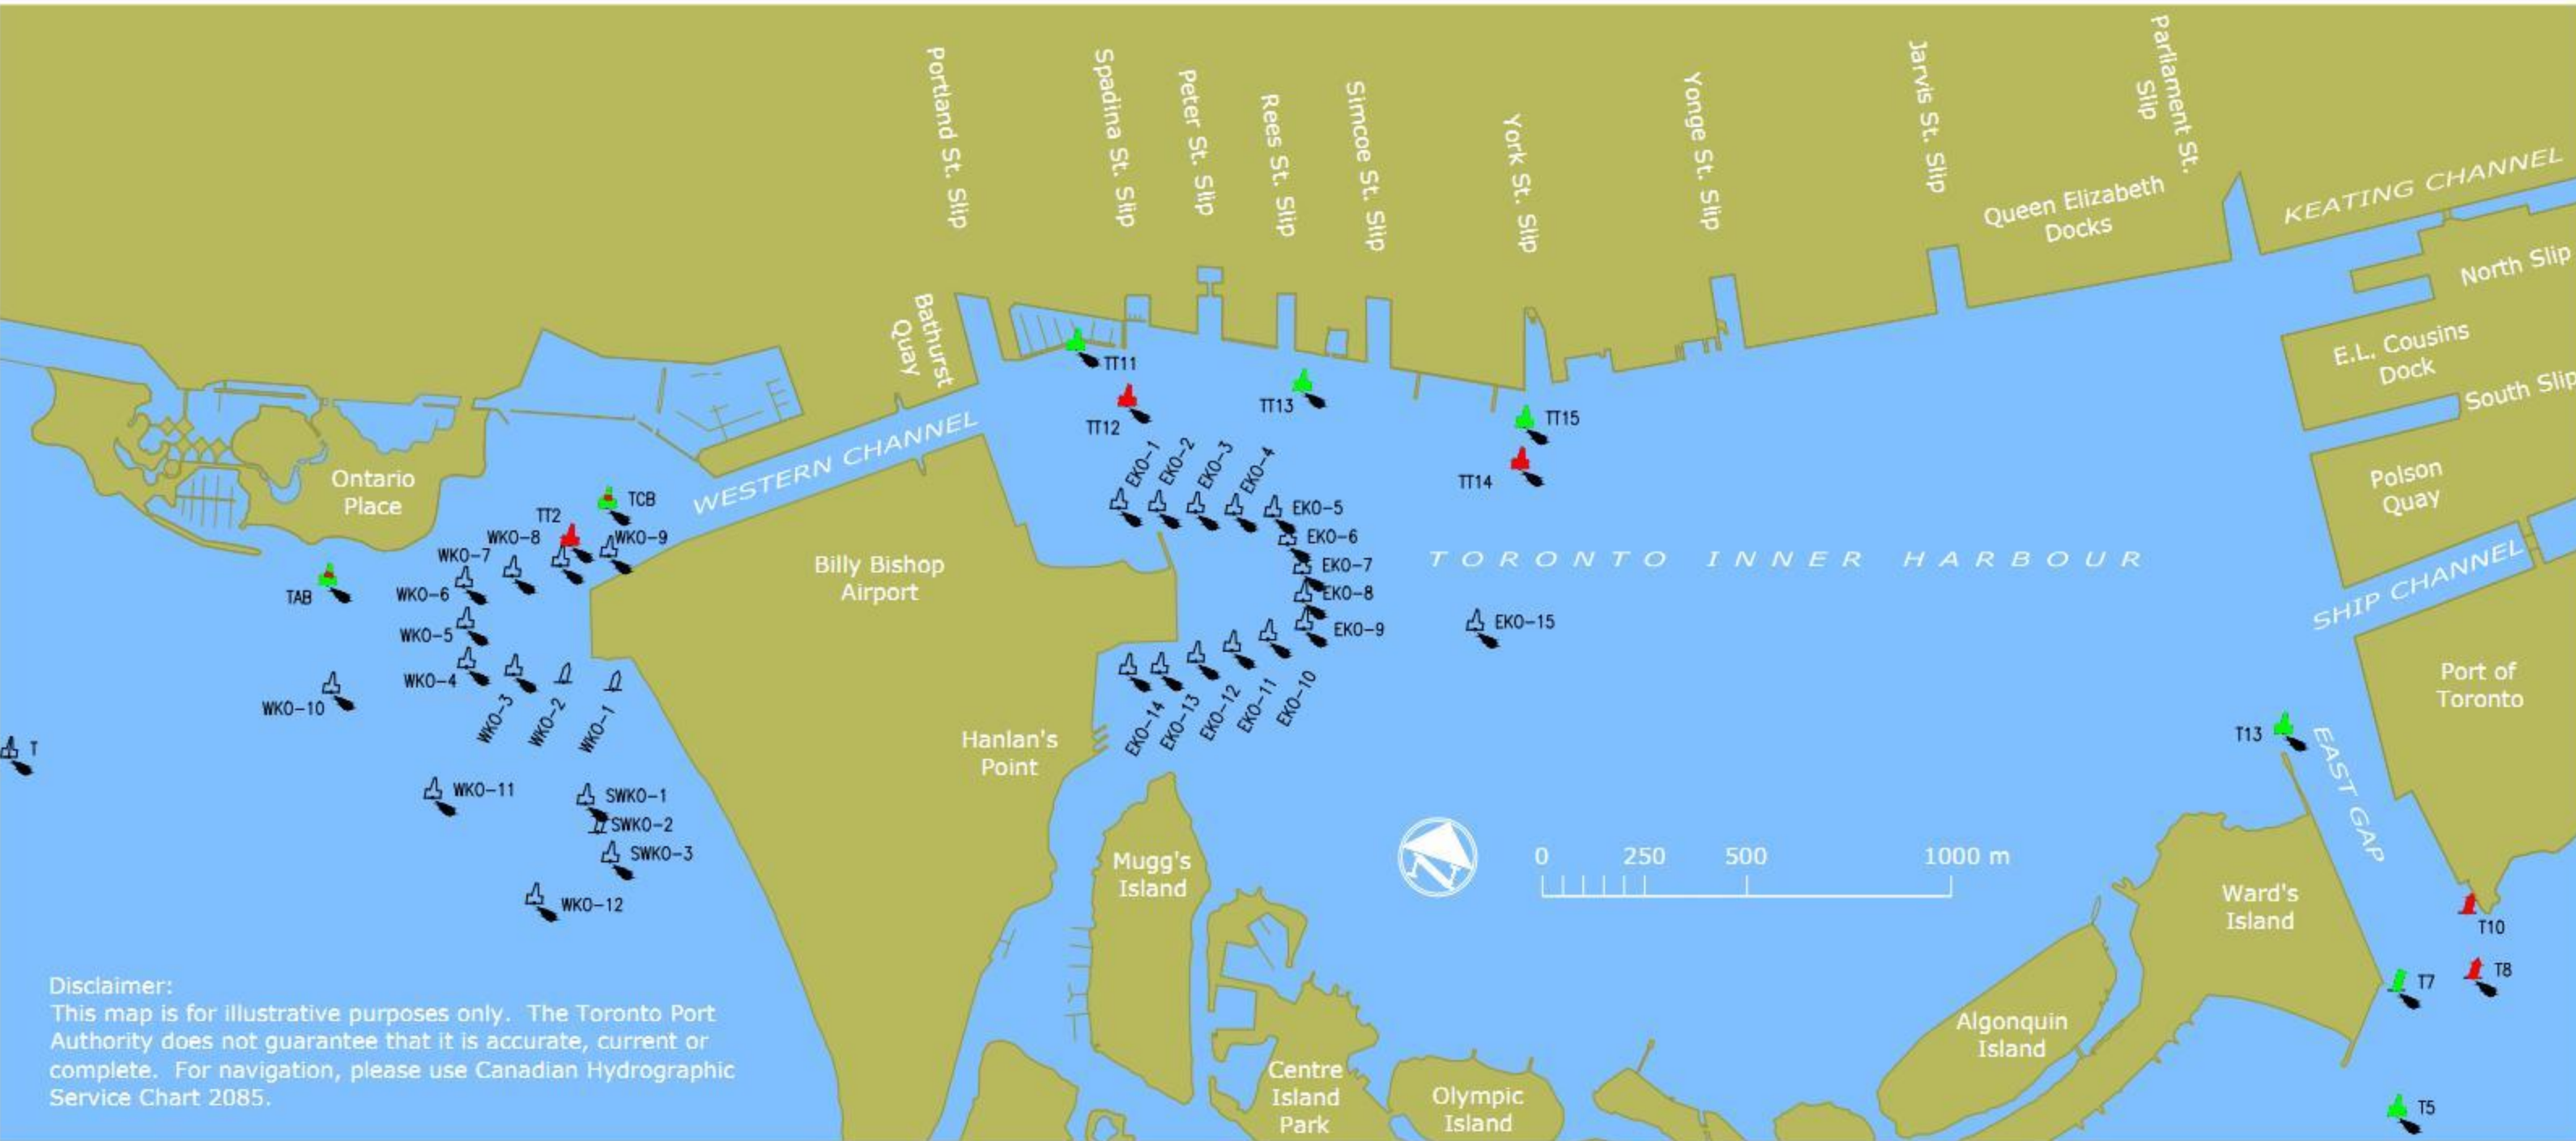 Portland St. Slip
Spadina St. Slip
Peter St. Slip
Rees St. Slip
Simcoe St. Slip
York St. Slip
Yonge St. Slip
Jarvis St. Slip
Parliament St.
Slip
KEATING CHANNEL
Queen Elizabeth
Docks
North Slip
E.L. Cousins
Dock
South Slip
Polson
Quay
SHIP CHANNEL
Port of
Toronto
Bathurst
Quay
WESTERN CHANNEL
TT11
TT12
TT13
TT15
TT14
Ontario
Place
TCB
TT2
WKO-9
WKO-8
WKO-7
WKO-6
WKO-5
WKO-4
WKO-3
WKO-2
WKO-1
TAB
WKO-10
T
WKO-11
SWKO-1
SWKO-2
SWKO-3
WKO-12
Billy Bishop
Airport
EKO-1
EKO-2
EKO-3
EKO-4
EKO-5
EKO-6
EKO-7
EKO-8
EKO-9
EKO-10
EKO-11
EKO-12
EKO-13
EKO-14
EKO-15
TORONTO INNER HARBOUR
Hanlan's
Point
Mugg's
Island
N
0 250 500 1000 m
T13
EAST GAP
Ward's
Island
T10
T8
T7
T5
Algonquin
Island
Centre
Island
Park
Olympic
Island
Disclaimer:
This map is for illustrative purposes only. The Toronto Port
Authority does not guarantee that it is accurate, current or
complete. For navigation, please use Canadian Hydrographic
Service Chart 2085.